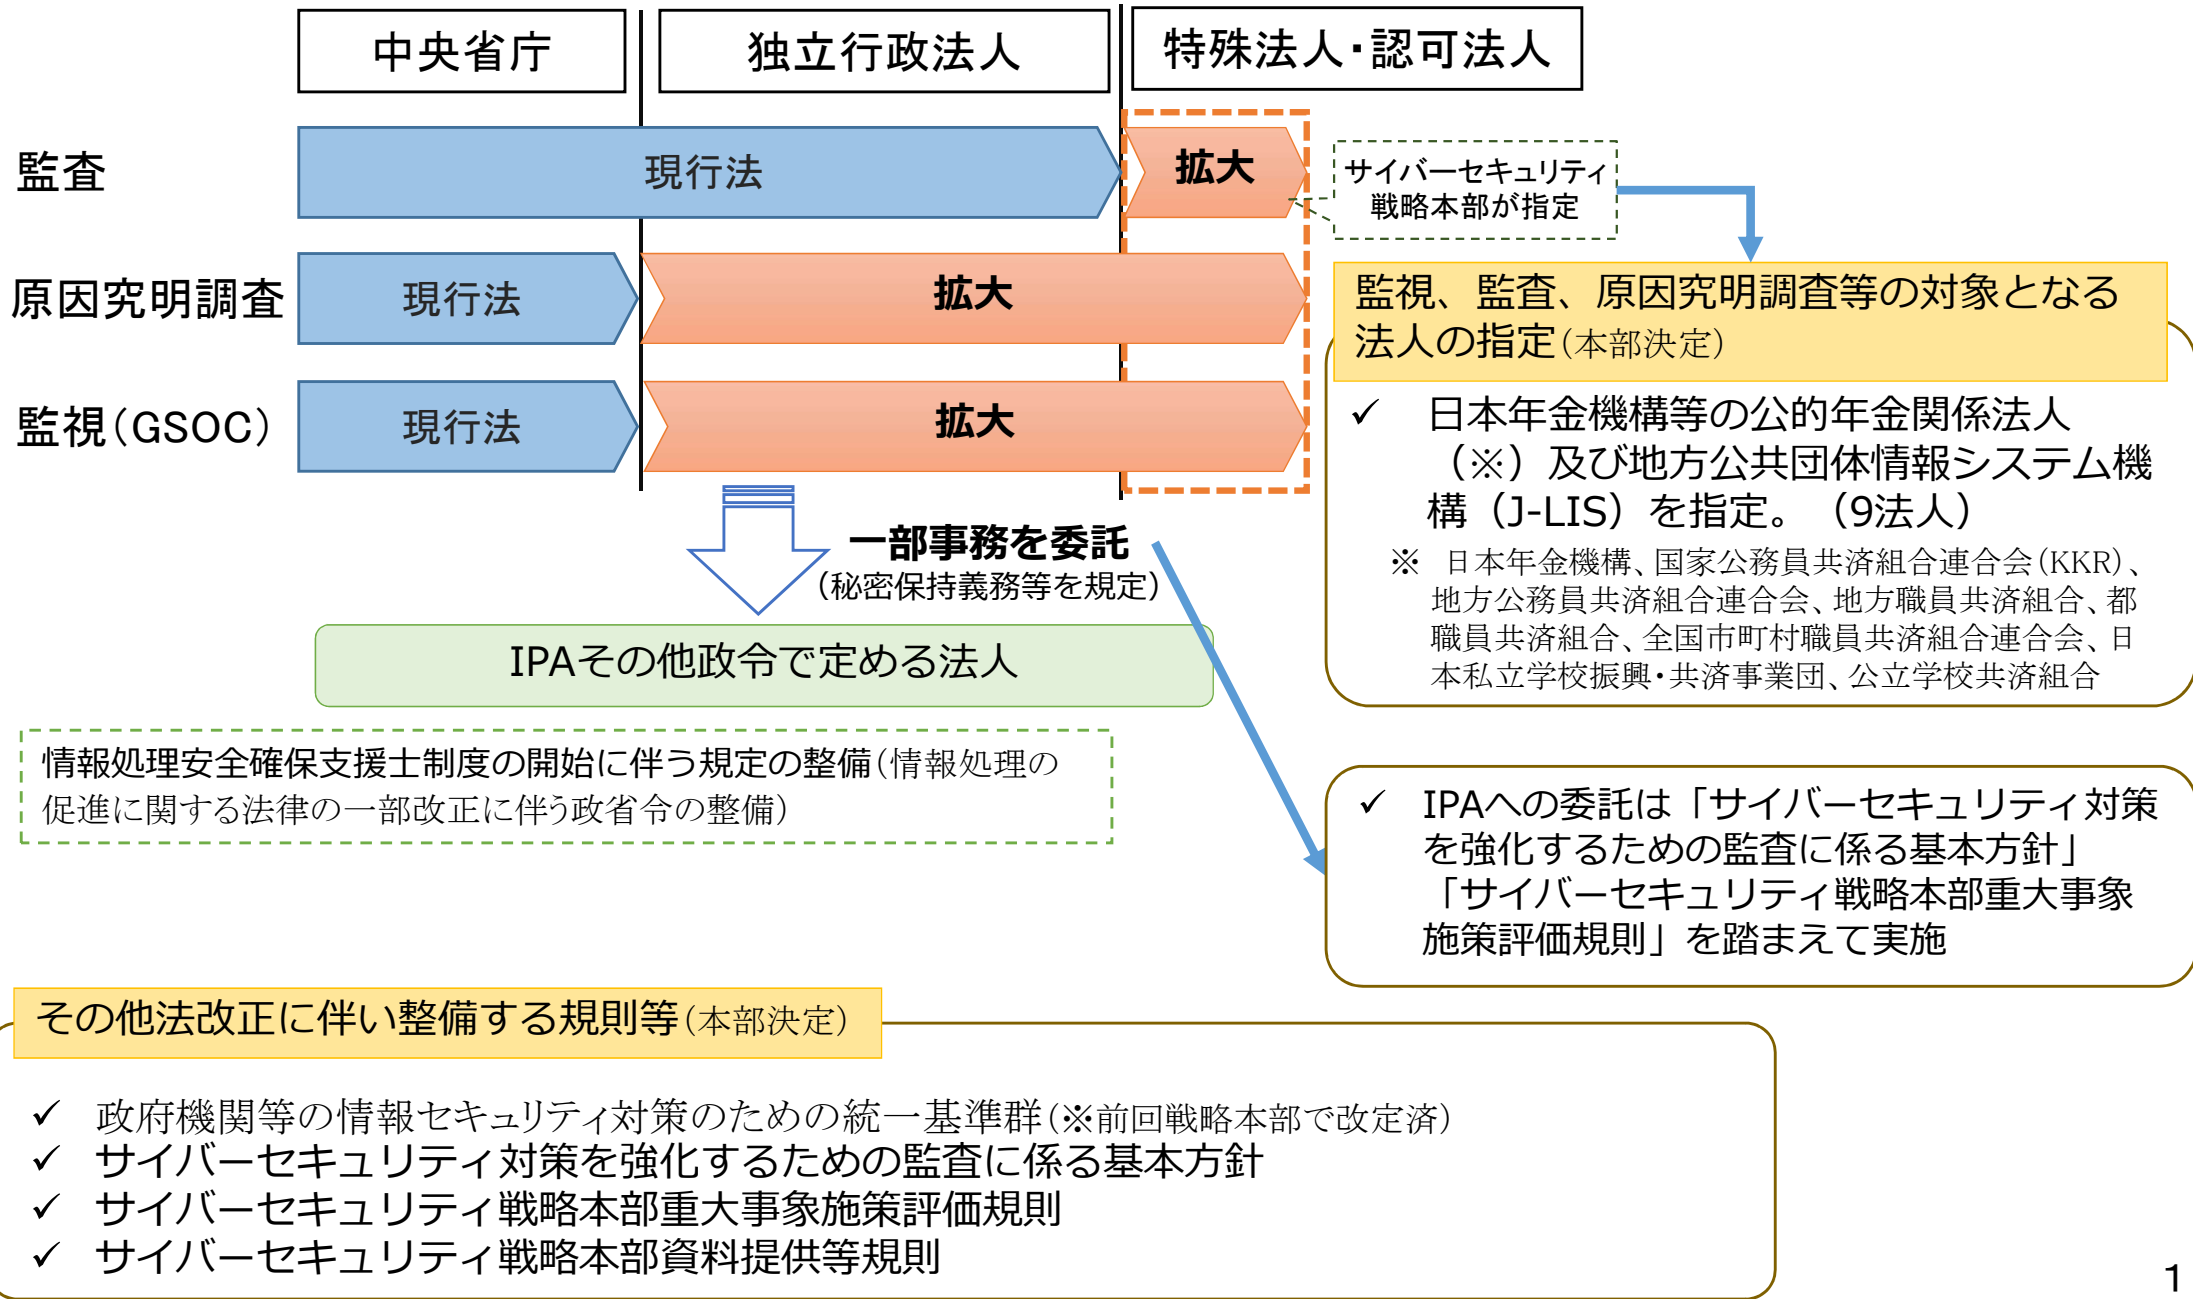 中央省庁
独立行政法人
特殊法人・認可法人
監査
現行法
拡大
サイバーセキュリティ
戦略本部が指定
原因究明調査
現行法
拡大
監視(GSOC)
現行法
拡大
監視、監査、原因究明調査等の対象となる
法人の指定(本部決定)
✓ 日本年金機構等の公的年金関係法人
（※）及び地方公共団体情報システム機
構（J-LIS）を指定。（9法人）
※ 日本年金機構、国家公務員共済組合連合会(KKR)、
地方公務員共済組合連合会、地方職員共済組合、都
職員共済組合、全国市町村職員共済組合連合会、日
本私立学校振興・共済事業団、公立学校共済組合
一部事務を委託
（秘密保持義務等を規定）
IPAその他政令で定める法人
情報処理安全確保支援士制度の開始に伴う規定の整備(情報処理の
促進に関する法律の一部改正に伴う政省令の整備)
✓ IPAへの委託は「サイバーセキュリティ対策
を強化するための監査に係る基本方針」
「サイバーセキュリティ戦略本部重大事象
施策評価規則」を踏まえて実施
その他法改正に伴い整備する規則等(本部決定)
✓ 政府機関等の情報セキュリティ対策のための統一基準群(※前回戦略本部で改定済)
✓ サイバーセキュリティ対策を強化するための監査に係る基本方針
✓ サイバーセキュリティ戦略本部重大事象施策評価規則
✓ サイバーセキュリティ戦略本部資料提供等規則
1